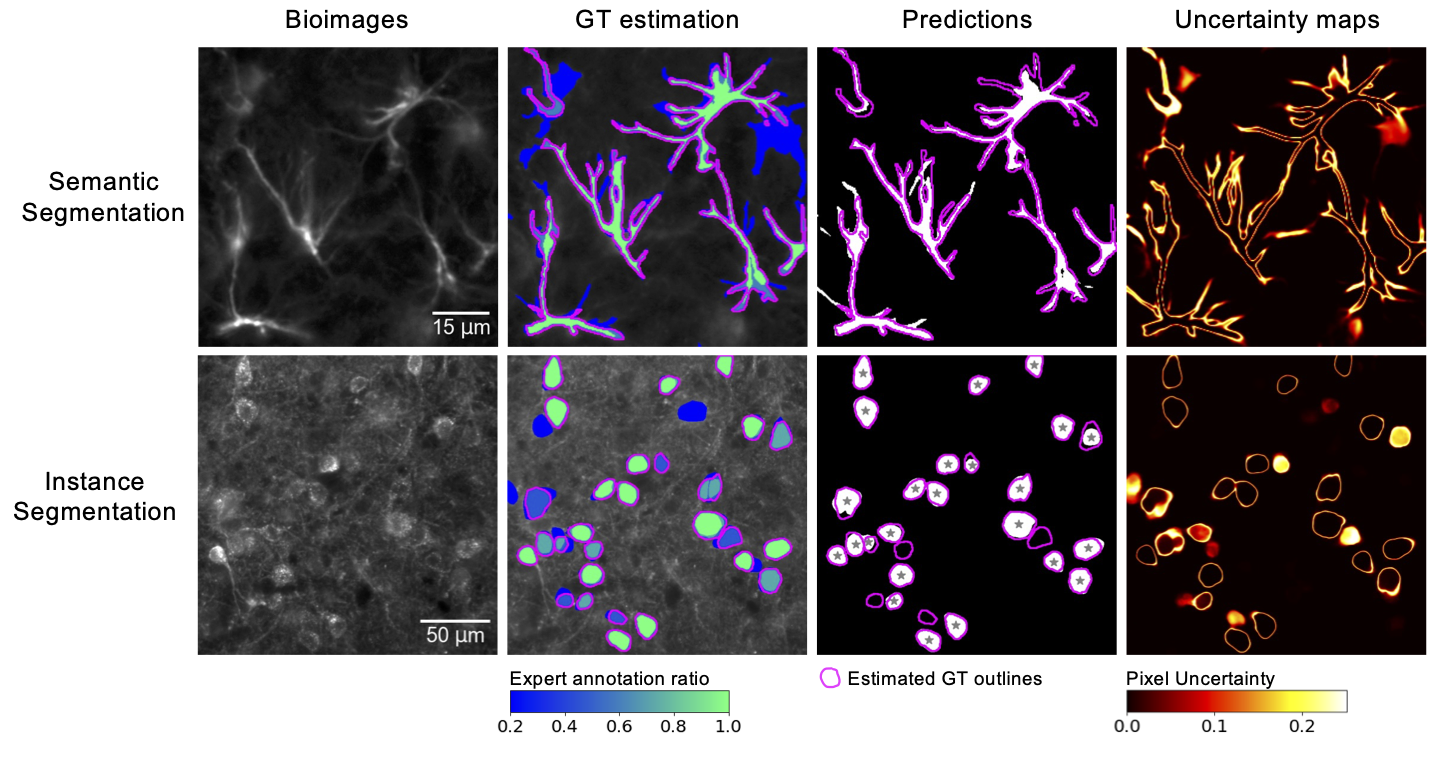 Bioimages
GT estimation
Predictions
Uncertainty maps
Semantic
Segmentation
15 µm
Instance
Segmentation
50 µm
Expert annotation ratio
0.2 0.4 0.6 0.8 1.0
Estimated GT outlines
Pixel Uncertainty
0.0 0.1 0.2